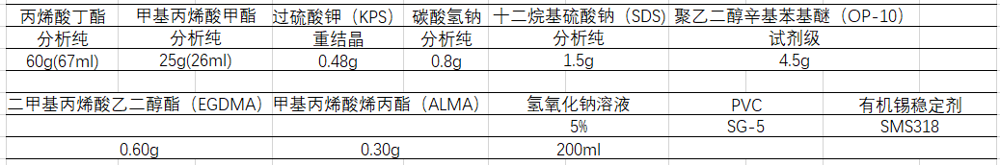 丙烯酸丁酯 甲基丙烯酸甲酯 过硫酸钾（KPS） 碳酸氢钠 十二烷基硫酸钠（SDS） 聚乙二醇辛基苯基醚（OP-10）
分析纯 分析纯 重结晶 分析纯 分析纯 试剂级
60g(67ml) 25g(26ml) 0.48g 0.8g 1.5g 4.5g
二甲基丙烯酸乙二醇酯（EGDMA） 甲基丙烯酸烯丙酯（ALMA） 氢氧化钠溶液 PVC 有机锡稳定剂
5% SG-5 SMS318
0.60g 0.30g 200ml